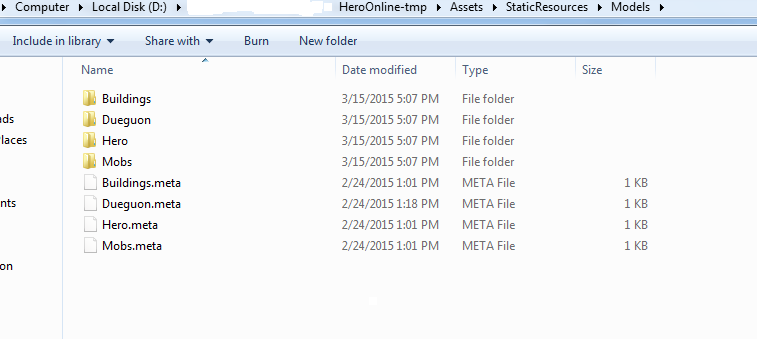 Computer Local Disk (D:) HeroOnline-tmp Assets StaticResources Models
Include in library Share with Burn New folder
Name Date modified Type Size
Buildings 3/15/2015 5:07 PM File folder
nds Dueguon 3/15/2015 5:07 PM File folder
Places Hero 3/15/2015 5:07 PM File folder
Mobs 3/15/2015 5:07 PM File folder
Buildings.meta 2/24/2015 1:01 PM META File 1 KB
nts Dueguon.meta 2/24/2015 1:18 PM META File 1 KB
Hero.meta 2/24/2015 1:01 PM META File 1 KB
Mobs.meta 2/24/2015 1:01 PM META File 1 KB
on